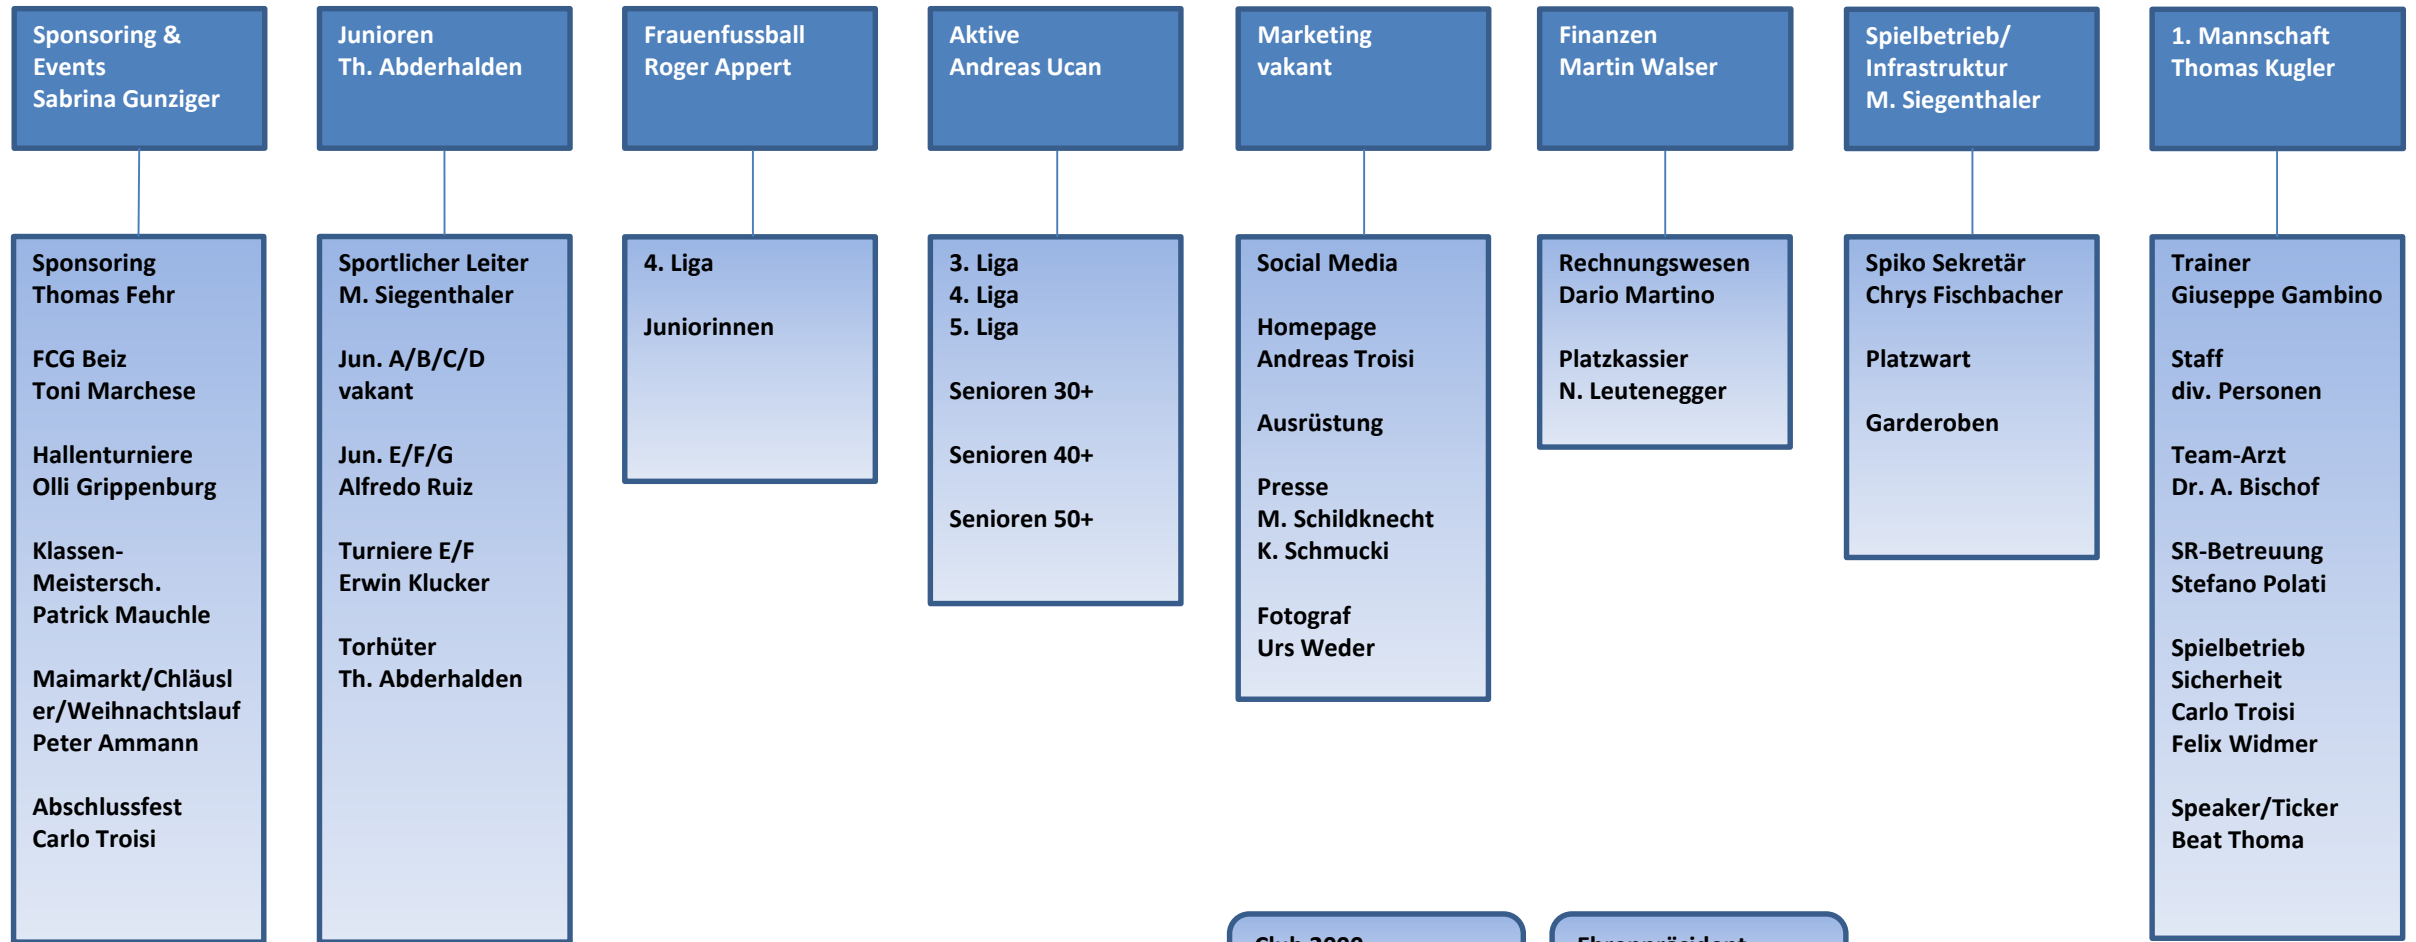 Sponsoring &
Events
Sabrina Gunziger
Junioren
Th. Abderhalden
Frauenfussball
Roger Appert
Aktive
Andreas Ucan
Marketing
vakant
Finanzen
Martin Walser
Spielbetrieb/
Infrastruktur
M. Siegenthaler
1. Mannschaft
Thomas Kugler
Sponsoring
Thomas Fehr
FCG Beiz
Toni Marchese
Hallenturniere
Olli Grippenburg
Klassen-
Meistersch.
Patrick Mauchle
Maimarkt/Chläusl
er/Weihnachtslauf
Peter Ammann
Abschlussfest
Carlo Troisi
Sportlicher Leiter
M. Siegenthaler
Jun. A/B/C/D
vakant
Jun. E/F/G
Alfredo Ruiz
Turniere E/F
Erwin Klucker
Torhüter
Th. Abderhalden
4. Liga
Juniorinnen
3. Liga
4. Liga
5. Liga
Senioren 30+
Senioren 40+
Senioren 50+
Social Media
Homepage
Andreas Troisi
Ausrüstung
Presse
M. Schildknecht
K. Schmucki
Fotograf
Urs Weder
Rechnungswesen
Dario Martino
Platzkassier
N. Leutenegger
Spiko Sekretär
Chrys Fischbacher
Platzwart
Garderoben
Trainer
Giuseppe Gambino
Staff
div. Personen
Team-Arzt
Dr. A. Bischof
SR-Betreuung
Stefano Polati
Spielbetrieb
Sicherheit
Carlo Troisi
Felix Widmer
Speaker/Ticker
Beat Thoma
Club 2000
Ehrenpräsident